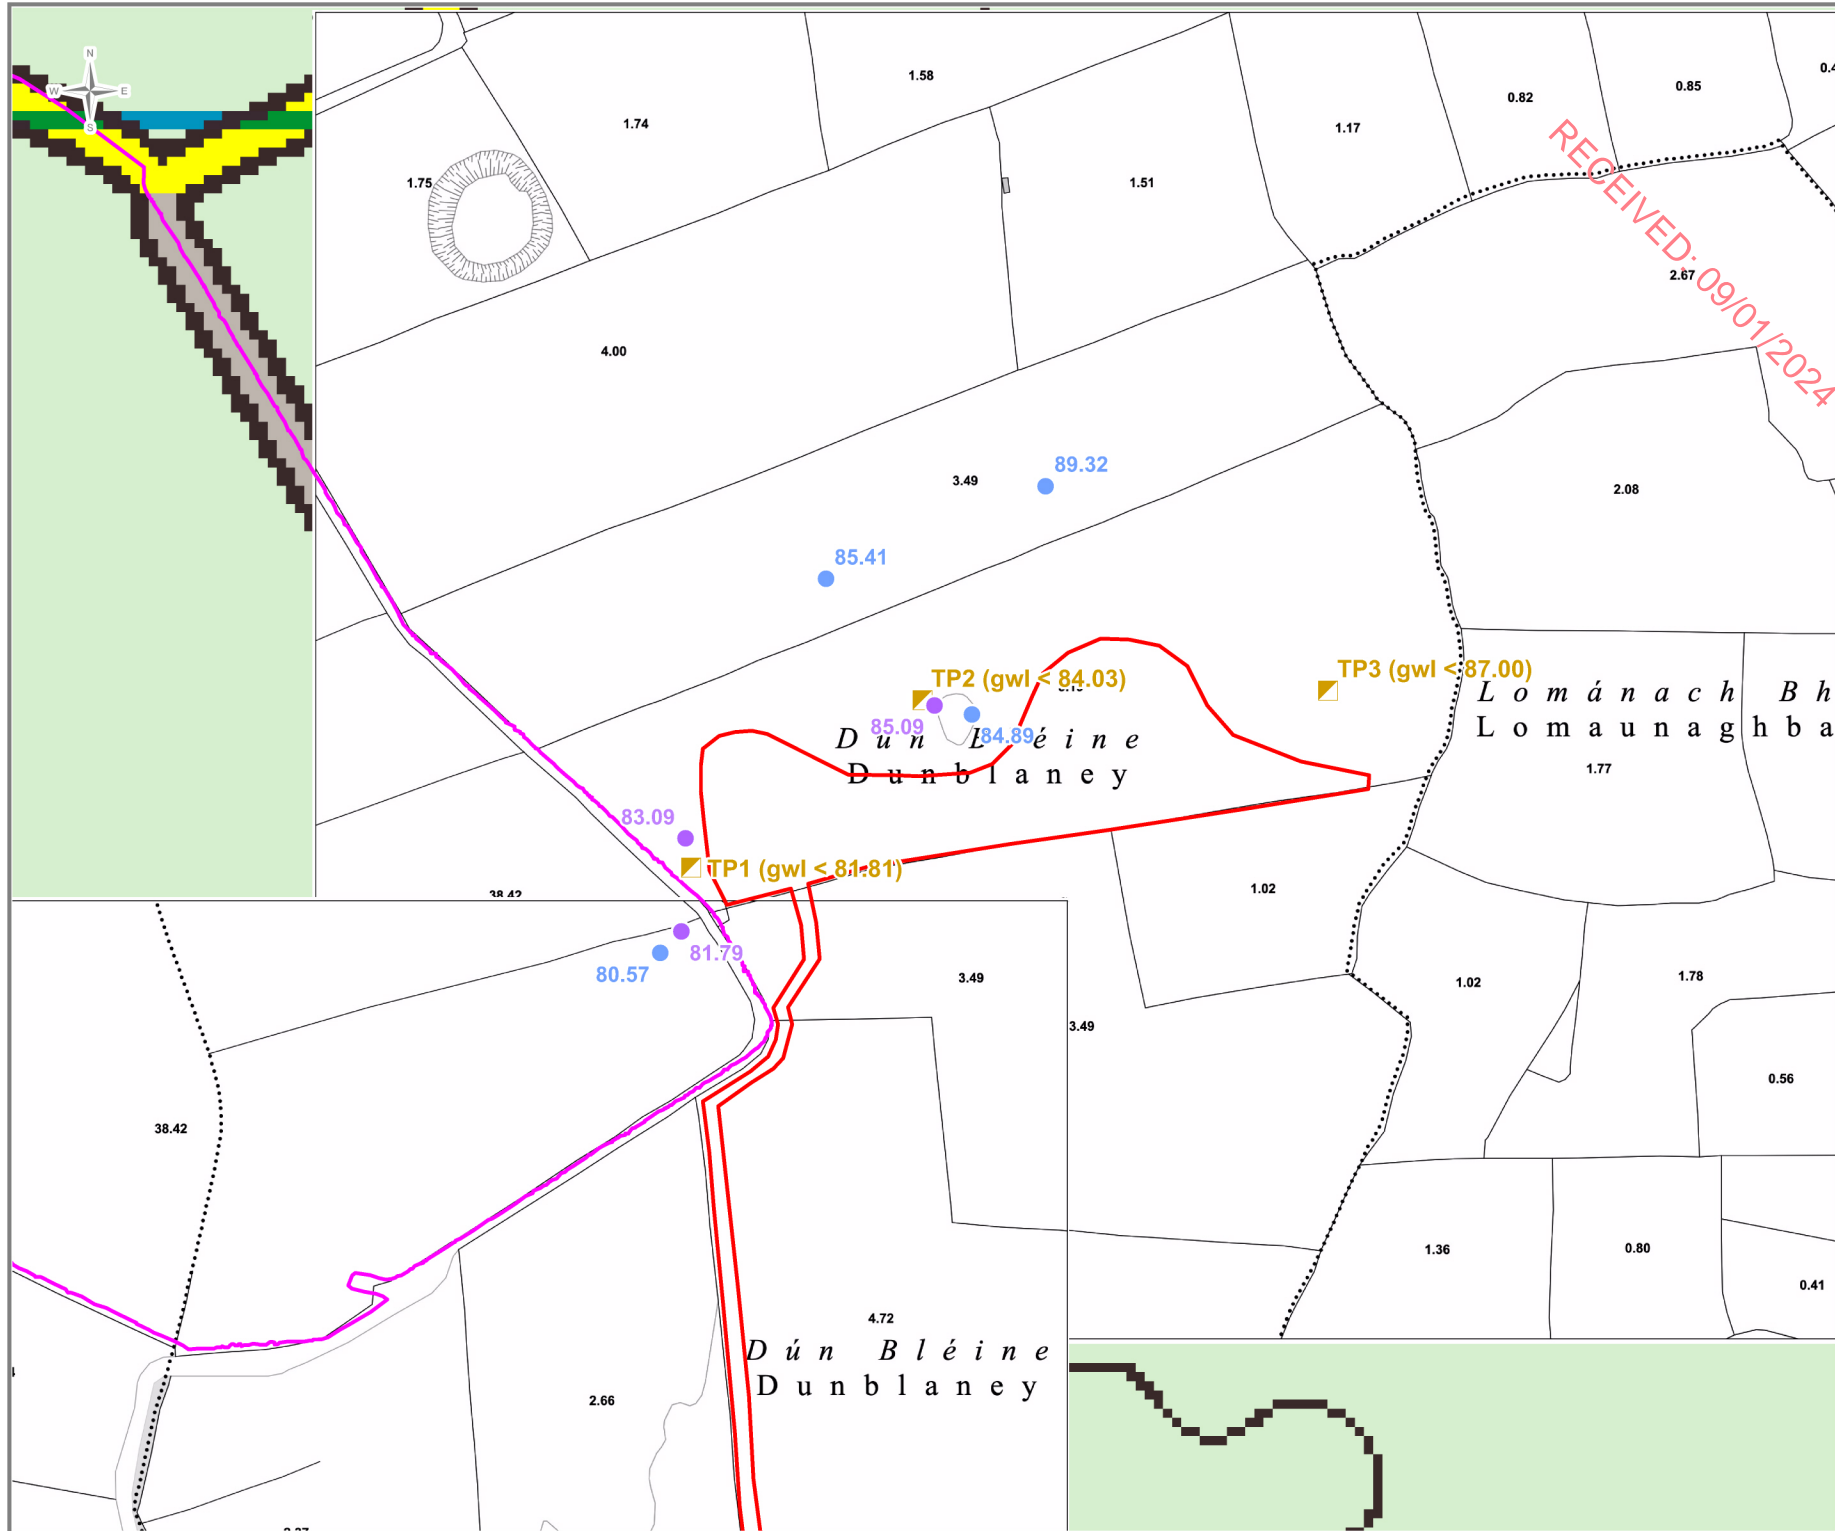 N
W E
S
1.58
1.74
0.82
0.85
1.17
1.75
1.51
RECEIVED: 09/01/2024
2.67
4.00
89.32
3.49
2.08
85.41
TP2 (gwl < 84.03)
TP3 (gwl < 87.00)
85.09
84.89
Dún Bléine
Dunblaney
Lománach Bh
Lomaunaghba
1.77
83.09
TP1 (gwl < 81.81)
38.42
1.02
81.79
80.57
3.49
3.49
1.02
1.78
0.56
38.42
1.36
0.80
0.41
4.72
Dún Bléine
Dunblaney
2.66